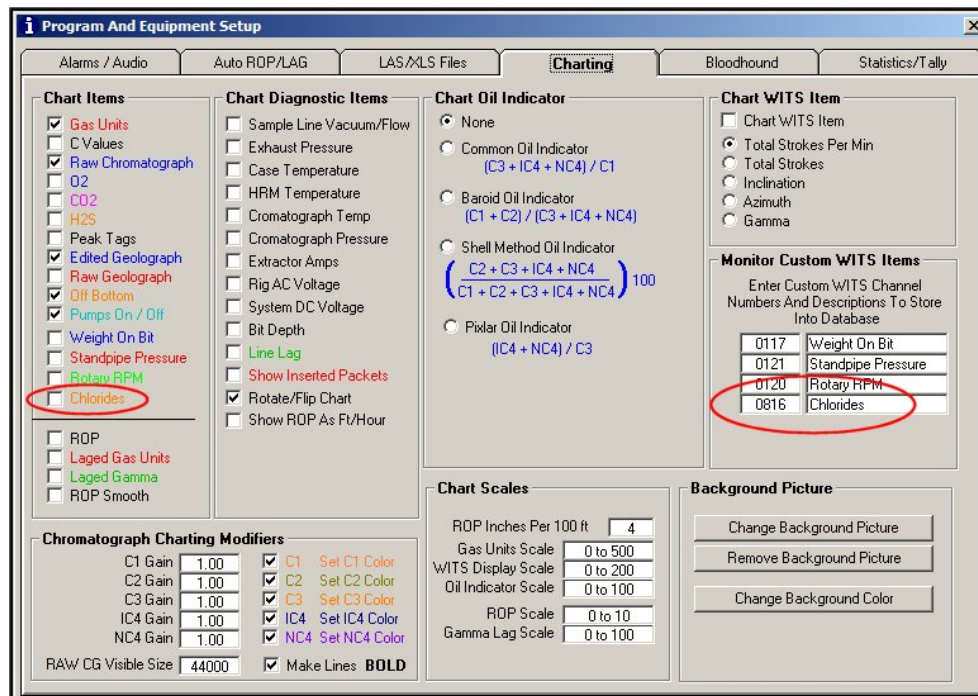 Program And Equipment Setup
Alarms / Audio
Auto ROP/LAG
LAS/XLS Files
Charting
Bloodhound
Statistics/Tally
Chart Items
Gas Units
C Values
Raw Chromatograph
O2
CO2
H2S
Peak Tags
Edited Geolograph
Raw Geolograph
Off Bottom
Pumps On / Off
Weight On Bit
Standpipe Pressure
Rotary RPM
Chlorides
ROP
Laged Gas Units
Laged Gamma
ROP Smooth
Chart Diagnostic Items
Sample Line Vacuum/Flow
Exhaust Pressure
Case Temperature
HRM Temperature
Cromatograph Temp
Cromatograph Pressure
Extractor Amps
Rig AC Voltage
System DC Voltage
Bit Depth
Line Lag
Show Inserted Packets
Rotate/Flip Chart
Show ROP As Ft/Hour
Chart Oil Indicator
None
Common Oil Indicator
(C3 + IC4 + NC4) / C1
Baroid Oil Indicator
(C1 + C2) / (C3 + IC4 + NC4)
Shell Method Oil Indicator
C2 + C3 + IC4 + NC4
C1 + C2 + C3 + IC4 + NC4
100
Pixlar Oil Indicator
(IC4 + NC4) / C3
Chart WITS Item
Chart WITS Item
Total Strokes Per Min
Total Strokes
Inclination
Azimuth
Gamma
Monitor Custom WITS Items
Enter Custom WITS Channel
Numbers And Descriptions To Store
Into Database
0117 Weight On Bit
0121 Standpipe Pressure
0120 Rotary RPM
0816 Chlorides
Chromatograph Charting Modifiers
C1 Gain 1.00 C1 Set C1 Color
C2 Gain 1.00 C2 Set C2 Color
C3 Gain 1.00 C3 Set C3 Color
IC4 Gain 1.00 IC4 Set IC4 Color
NC4 Gain 1.00 NC4 Set NC4 Color
RAW CG Visible Size 44000 Make Lines BOLD
Chart Scales
ROP Inches Per 100 ft 4
Gas Units Scale 0 to 500
WITS Display Scale 0 to 200
Oil Indicator Scale 0 to 100
ROP Scale 0 to 10
Gamma Lag Scale 0 to 100
Background Picture
Change Background Picture
Remove Background Picture
Change Background Color